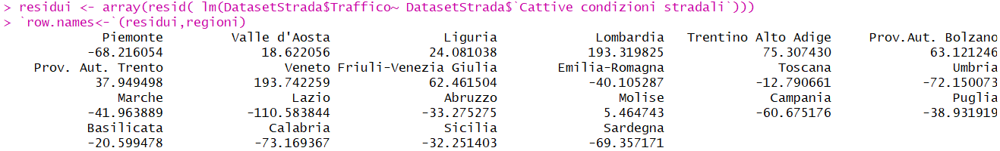 > residui <- array(resid( lm(DatasetStrada$Traffico~ DatasetStrada$`Cattive condizioni stradali`)))
> `row.names<-`(residui,regioni)
Piemonte Valle d'Aosta Liguria Lombardia Trentino Alto Adige Prov.Aut. Bolzano
-68.216054 18.622056 24.081038 193.319825 75.307430 63.121246
Prov. Aut. Trento Veneto Friuli-Venezia Giulia Emilia-Romagna Toscana Umbria
37.949498 193.742259 62.461504 -40.105287 -12.790661 -72.150073
Marche Lazio Abruzzo Molise Campania Puglia
-41.963889 -110.583844 -33.275275 5.464743 -60.675176 -38.931919
Basilicata Calabria Sicilia Sardegna
-20.599478 -73.169367 -32.251403 -69.357171